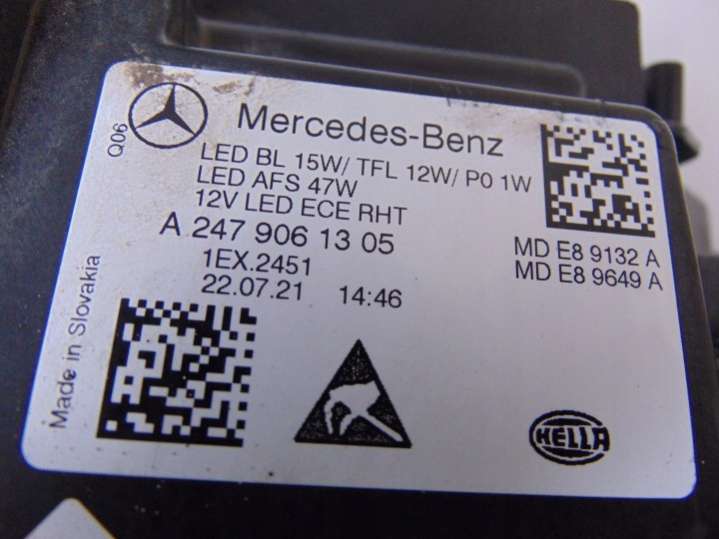 Q06
Mercedes-Benz
LED BL 15W/ TFL 12W/ P0 1W
LED AFS 47W
12V LED ECE RHT
A 247 906 13 05
MD E8 9132 A
MD E8 9649 A
1EX.2451
22.07.21 14:46
Made in Slovakia
HELLA